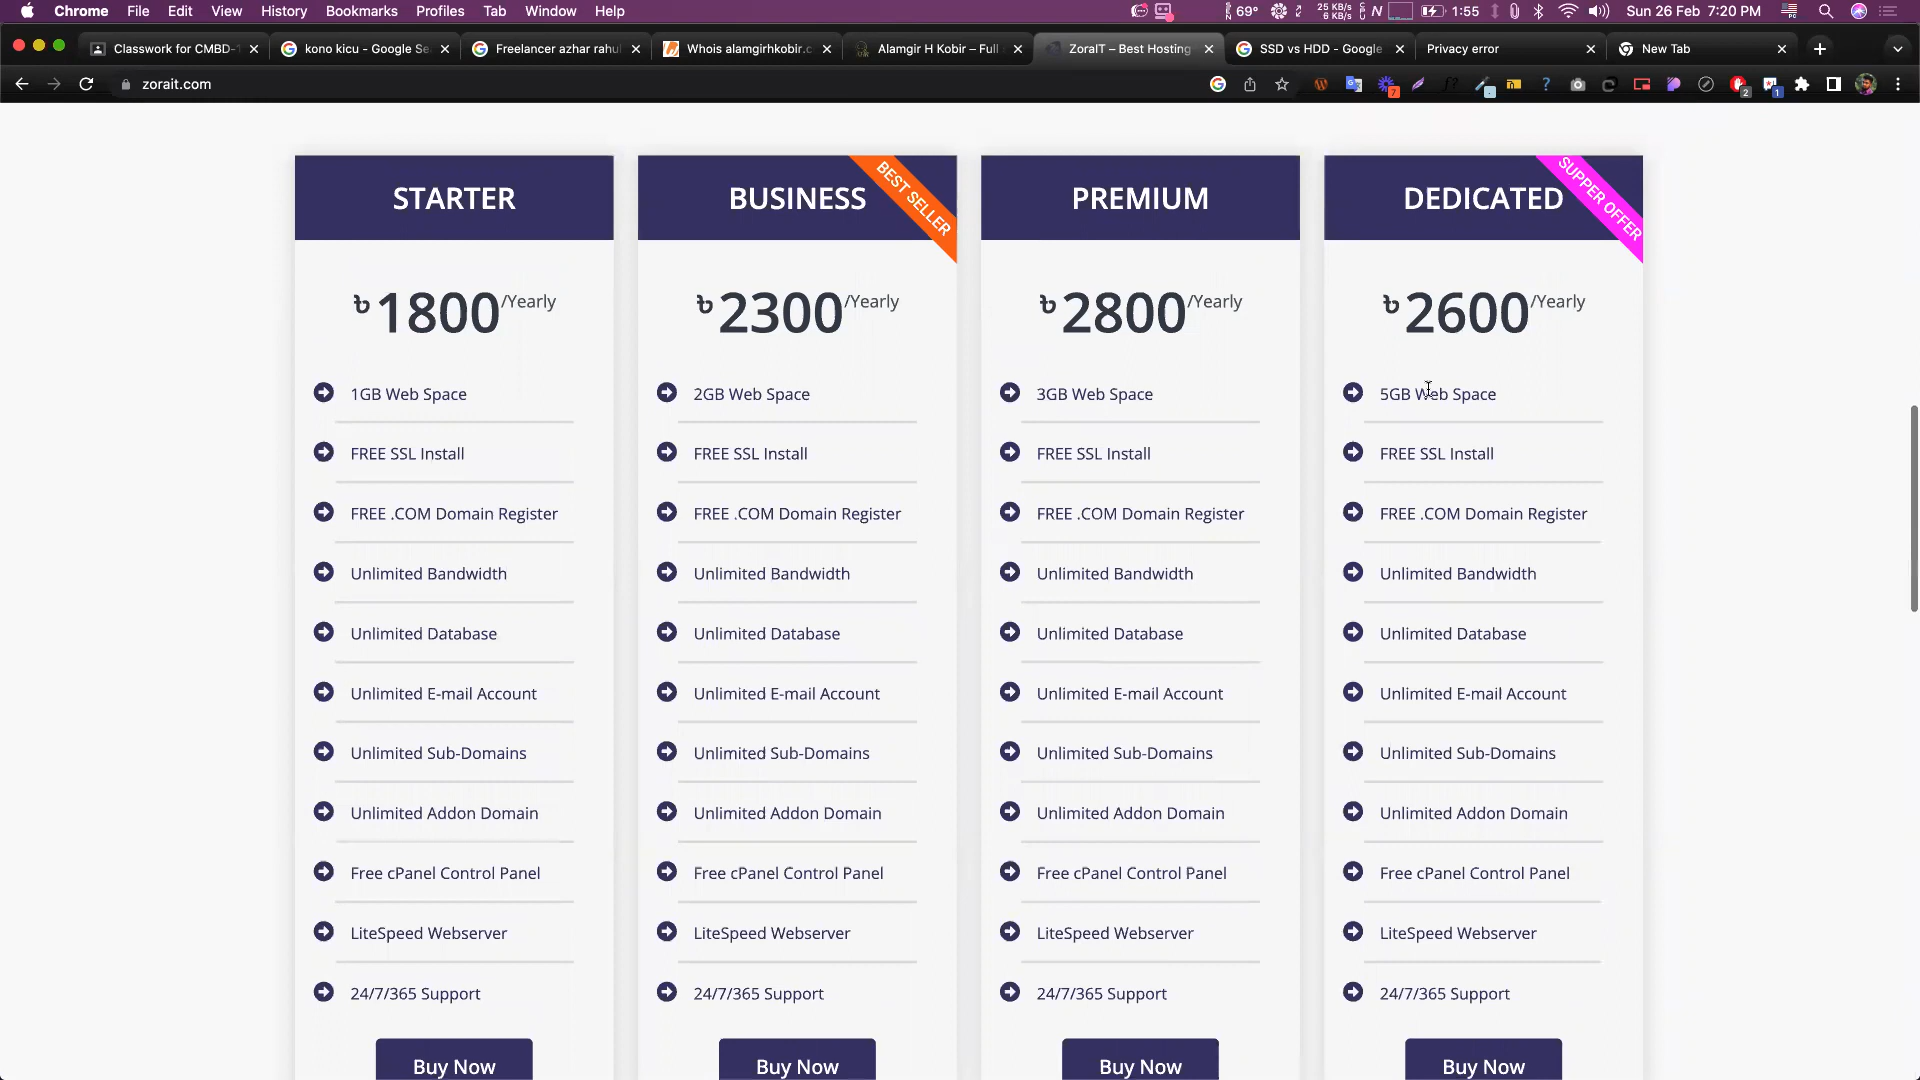 Chrome File Edit View History Bookmarks Profiles Tab Window Help
69° 25 KB/s 6 KB/s 1:55 Sun 26 Feb 7:20 PM
Classwork for CMBD-
kono kicu - Google Se
Freelancer azhar rahu
Whois alamgirhkobir.c
Alamgir H Kobir – Full
ZoraIT – Best Hosting
SSD vs HDD - Google
Privacy error
New Tab
zorait.com
STARTER
৳1800/Yearly
1GB Web Space
FREE SSL Install
FREE .COM Domain Register
Unlimited Bandwidth
Unlimited Database
Unlimited E-mail Account
Unlimited Sub-Domains
Unlimited Addon Domain
Free cPanel Control Panel
LiteSpeed Webserver
24/7/365 Support
Buy Now
BUSINESS
BEST SELLER
৳2300/Yearly
2GB Web Space
FREE SSL Install
FREE .COM Domain Register
Unlimited Bandwidth
Unlimited Database
Unlimited E-mail Account
Unlimited Sub-Domains
Unlimited Addon Domain
Free cPanel Control Panel
LiteSpeed Webserver
24/7/365 Support
Buy Now
PREMIUM
৳2800/Yearly
3GB Web Space
FREE SSL Install
FREE .COM Domain Register
Unlimited Bandwidth
Unlimited Database
Unlimited E-mail Account
Unlimited Sub-Domains
Unlimited Addon Domain
Free cPanel Control Panel
LiteSpeed Webserver
24/7/365 Support
Buy Now
DEDICATED
SUPPER OFFER
৳2600/Yearly
5GB Web Space
FREE SSL Install
FREE .COM Domain Register
Unlimited Bandwidth
Unlimited Database
Unlimited E-mail Account
Unlimited Sub-Domains
Unlimited Addon Domain
Free cPanel Control Panel
LiteSpeed Webserver
24/7/365 Support
Buy Now